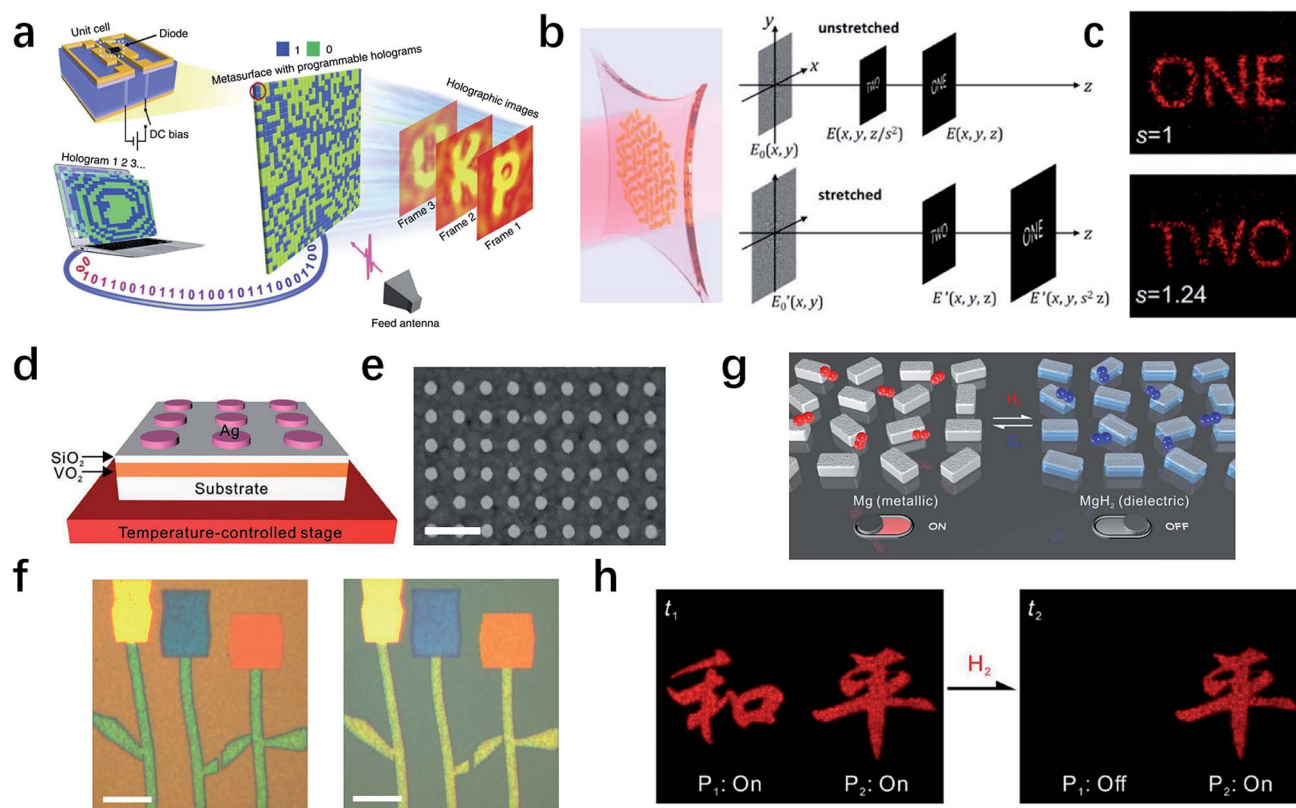 a
Unit cell
Diode
DC bias
1 0
Metasurface with programmable holograms
Holographic images
Hologram 1 2 3...
Frame 3
Frame 2
Frame 1
Feed antenna
b
y
unstretched
x
TWO
ONE
z
E₀(x, y)
E(x, y, z/s²)
E(x, y, z)
stretched
TWO
ONE
z
E₀'(x, y)
E'(x, y, z)
E'(x, y, s² z)
c
ONE
s=1
TWO
s=1.24
d
Ag
SiO₂
VO₂
Substrate
Temperature-controlled stage
e
f
g
H₂
O₂
Mg (metallic)
ON
MgH₂ (dielectric)
OFF
h
t₁
和 平
P₁: On P₂: On
H₂
t₂
平
P₁: Off P₂: On